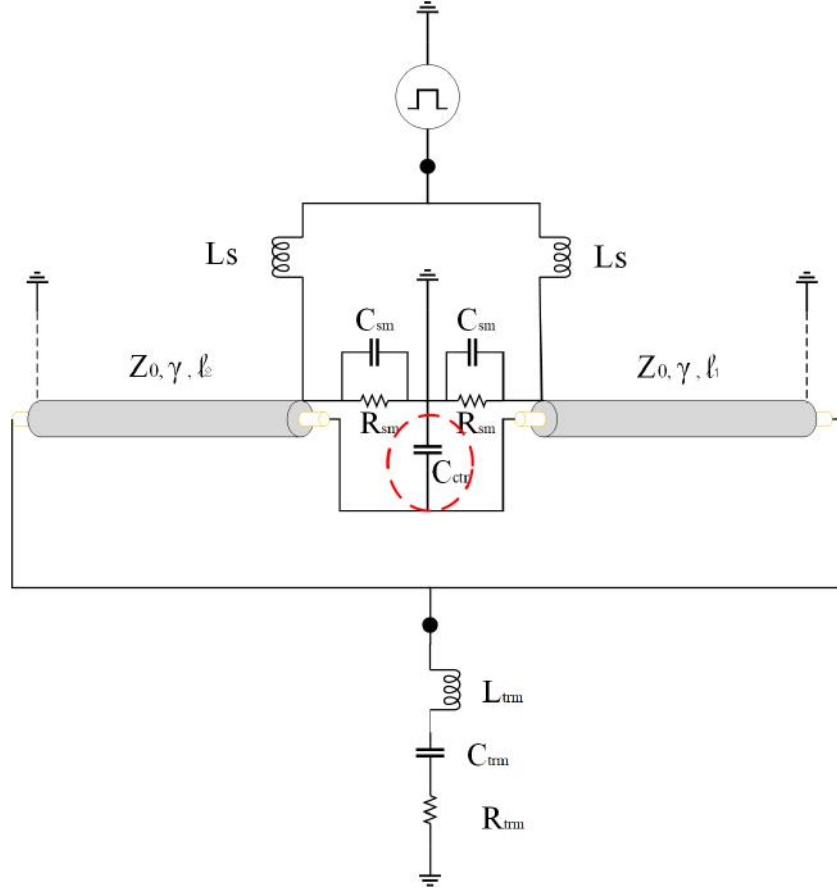 Ls
Ls
Csm
Csm
Z0, γ, ℓ2
Z0, γ, ℓ1
Rsm
Rsm
Cctr
Ltrm
Ctrm
Rtrm